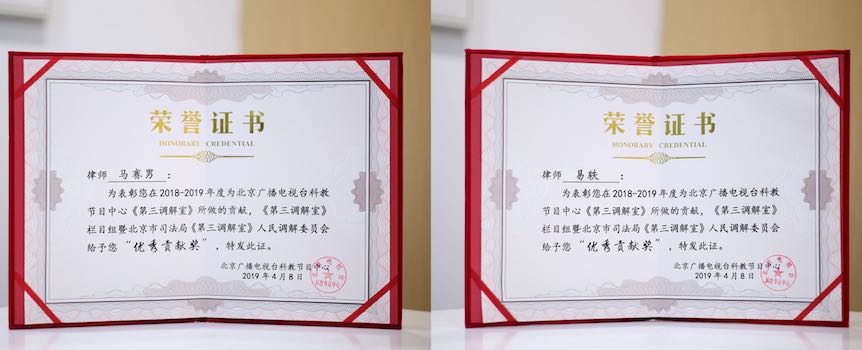 荣誉证书
HONORARY CREDENTIAL
律师 马赛男 :
为表彰您在2018-2019年度为北京广播电视台科教
节目中心《第三调解室》所做的贡献,《第三调解室》
栏目组暨北京市司法局《第三调解室》人民调解委员会
给予您“优秀贡献奖”,特发此证。
北京广播电视台科教节目中心
2019年4月8日
荣誉证书
HONORARY CREDENTIAL
律师 易轶 :
为表彰您在2018-2019年度为北京广播电视台科教
节目中心《第三调解室》所做的贡献,《第三调解室》
栏目组暨北京市司法局《第三调解室》人民调解委员会
给予您“优秀贡献奖”,特发此证。
北京广播电视台科教节目中心
2019年4月8日